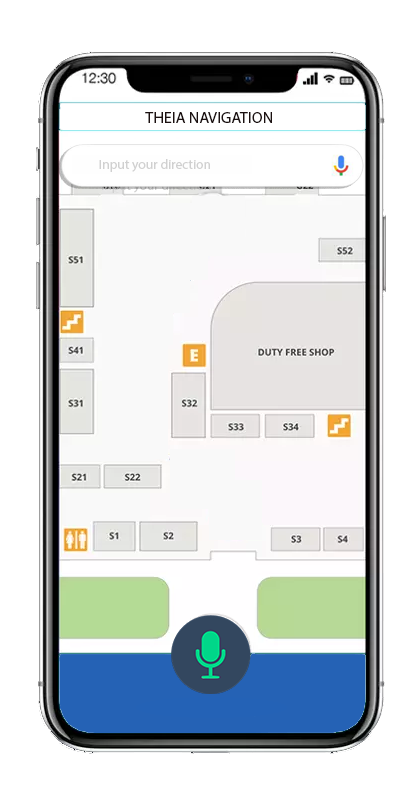 12:30
THEIA NAVIGATION
Input your direction
S51
S52
S41
E
DUTY FREE SHOP
S31
S32
S33
S34
S21
S22
S1
S2
S3
S4